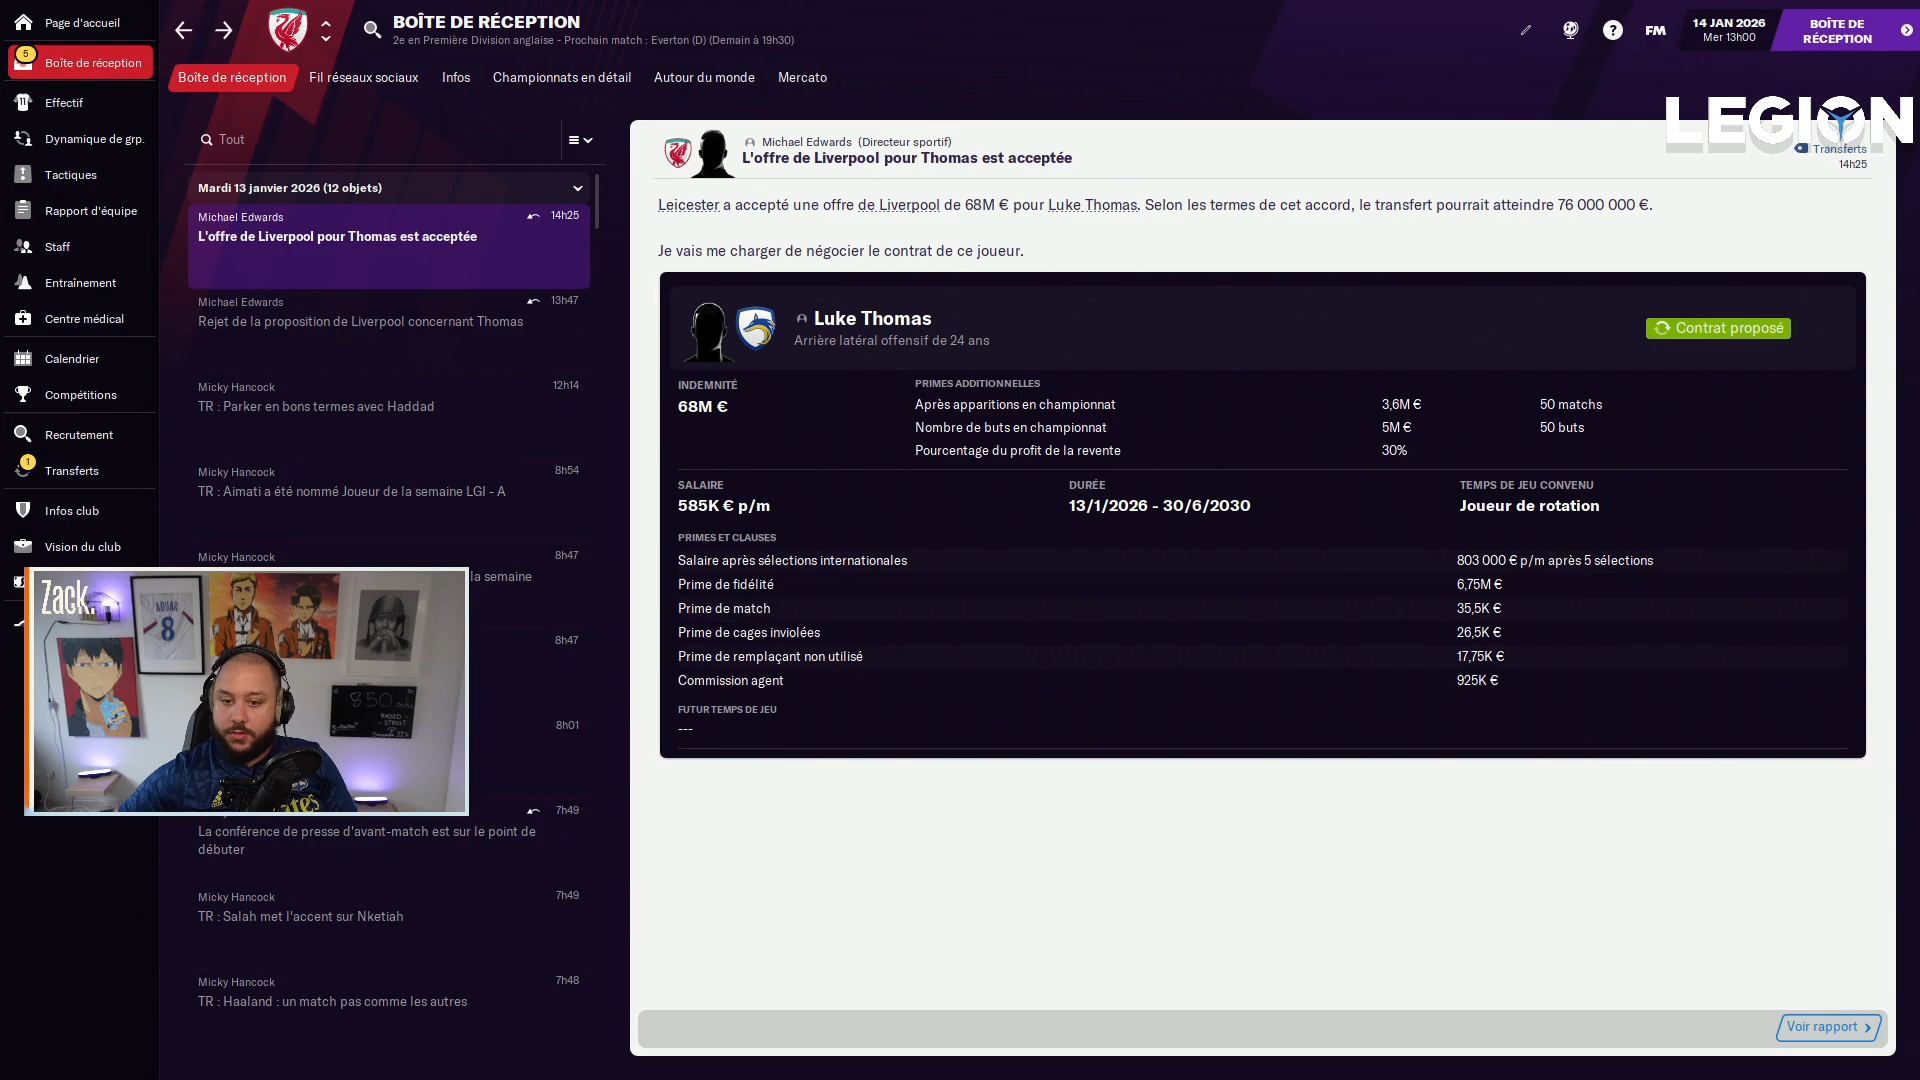 Page d'accueil
5
Boîte de réception
Effectif
Dynamique de grp.
Tactiques
Rapport d'équipe
Staff
Entraînement
Centre médical
Calendrier
Compétitions
Recrutement
1
Transferts
Infos club
Vision du club
BOÎTE DE RÉCEPTION
2e en Première Division anglaise - Prochain match : Everton (D) (Demain à 19h30)
FM
14 JAN 2026
Mer 13h00
BOÎTE DE
RÉCEPTION
Boîte de réception
Fil réseaux sociaux
Infos
Championnats en détail
Autour du monde
Mercato
LEGION
Tout
Mardi 13 janvier 2026 (12 objets)
Michael Edwards 14h25
L'offre de Liverpool pour Thomas est acceptée
Michael Edwards 13h47
Rejet de la proposition de Liverpool concernant Thomas
Micky Hancock 12h14
TR : Parker en bons termes avec Haddad
Micky Hancock 8h54
TR : Aimati a été nommé Joueur de la semaine LGI - A
Micky Hancock 8h47
la semaine
8h47
8h01
7h49
La conférence de presse d'avant-match est sur le point de
débuter
Micky Hancock 7h49
TR : Salah met l'accent sur Nketiah
Micky Hancock 7h48
TR : Haaland : un match pas comme les autres
Zack.
AOUAR
8
850
Michael Edwards (Directeur sportif)
L'offre de Liverpool pour Thomas est acceptée
Transferts
14h25
Leicester a accepté une offre de Liverpool de 68M € pour Luke Thomas. Selon les termes de cet accord, le transfert pourrait atteindre 76 000 000 €.
Je vais me charger de négocier le contrat de ce joueur.
Luke Thomas
Arrière latéral offensif de 24 ans
Contrat proposé
INDEMNITÉ
68M €
PRIMES ADDITIONNELLES
Après apparitions en championnat 3,6M € 50 matchs
Nombre de buts en championnat 5M € 50 buts
Pourcentage du profit de la revente 30%
SALAIRE
585K € p/m
DURÉE
13/1/2026 - 30/6/2030
TEMPS DE JEU CONVENU
Joueur de rotation
PRIMES ET CLAUSES
Salaire après sélections internationales 803 000 € p/m après 5 sélections
Prime de fidélité 6,75M €
Prime de match 35,5K €
Prime de cages inviolées 26,5K €
Prime de remplaçant non utilisé 17,75K €
Commission agent 925K €
FUTUR TEMPS DE JEU
---
Voir rapport